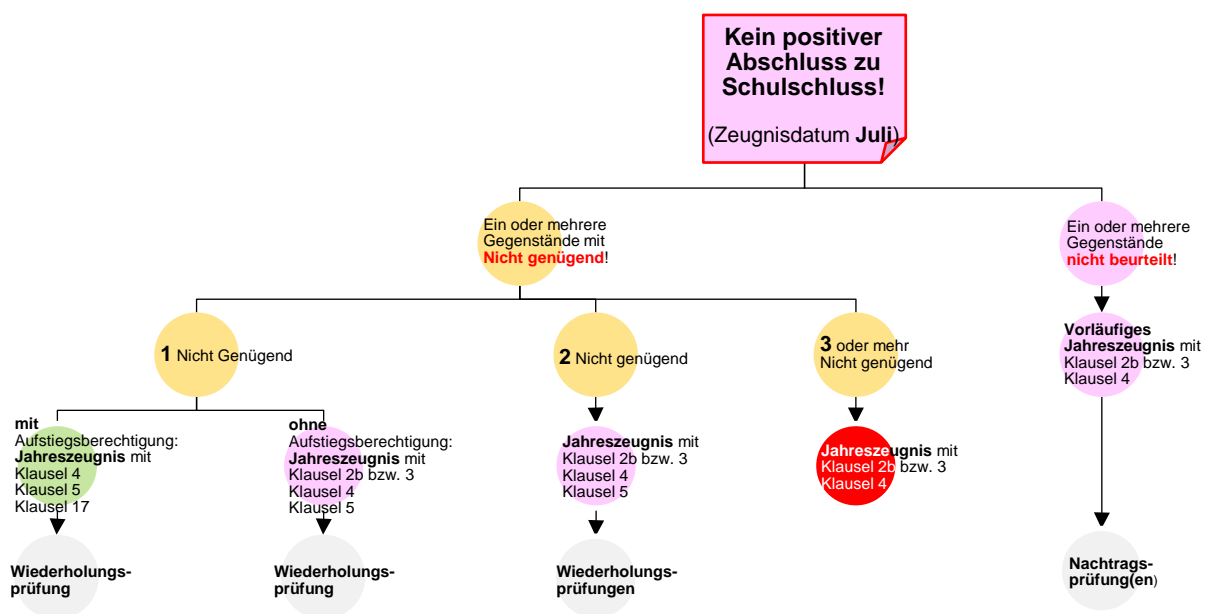 Kein positiver
Abschluss zu
Schulschluss!
(Zeugnisdatum Juli)
Ein oder mehrere
Gegenstände mit
Nicht genügend!
Ein oder mehrere
Gegenstände
nicht beurteilt!
1 Nicht Genügend
2 Nicht genügend
3 oder mehr
Nicht genügend
Vorläufiges
Jahreszeugnis mit
Klausel 2b bzw. 3
Klausel 4
mit
Aufstiegsberechtigung:
Jahreszeugnis mit
Klausel 4
Klausel 5
Klausel 17
ohne
Aufstiegsberechtigung:
Jahreszeugnis mit
Klausel 2b bzw. 3
Klausel 4
Klausel 5
Jahreszeugnis mit
Klausel 2b bzw. 3
Klausel 4
Klausel 5
Jahreszeugnis mit
Klausel 2b bzw. 3
Klausel 4
Wiederholungs-
prüfung
Wiederholungs-
prüfung
Wiederholungs-
prüfungen
Nachtrags-
prüfung(en)